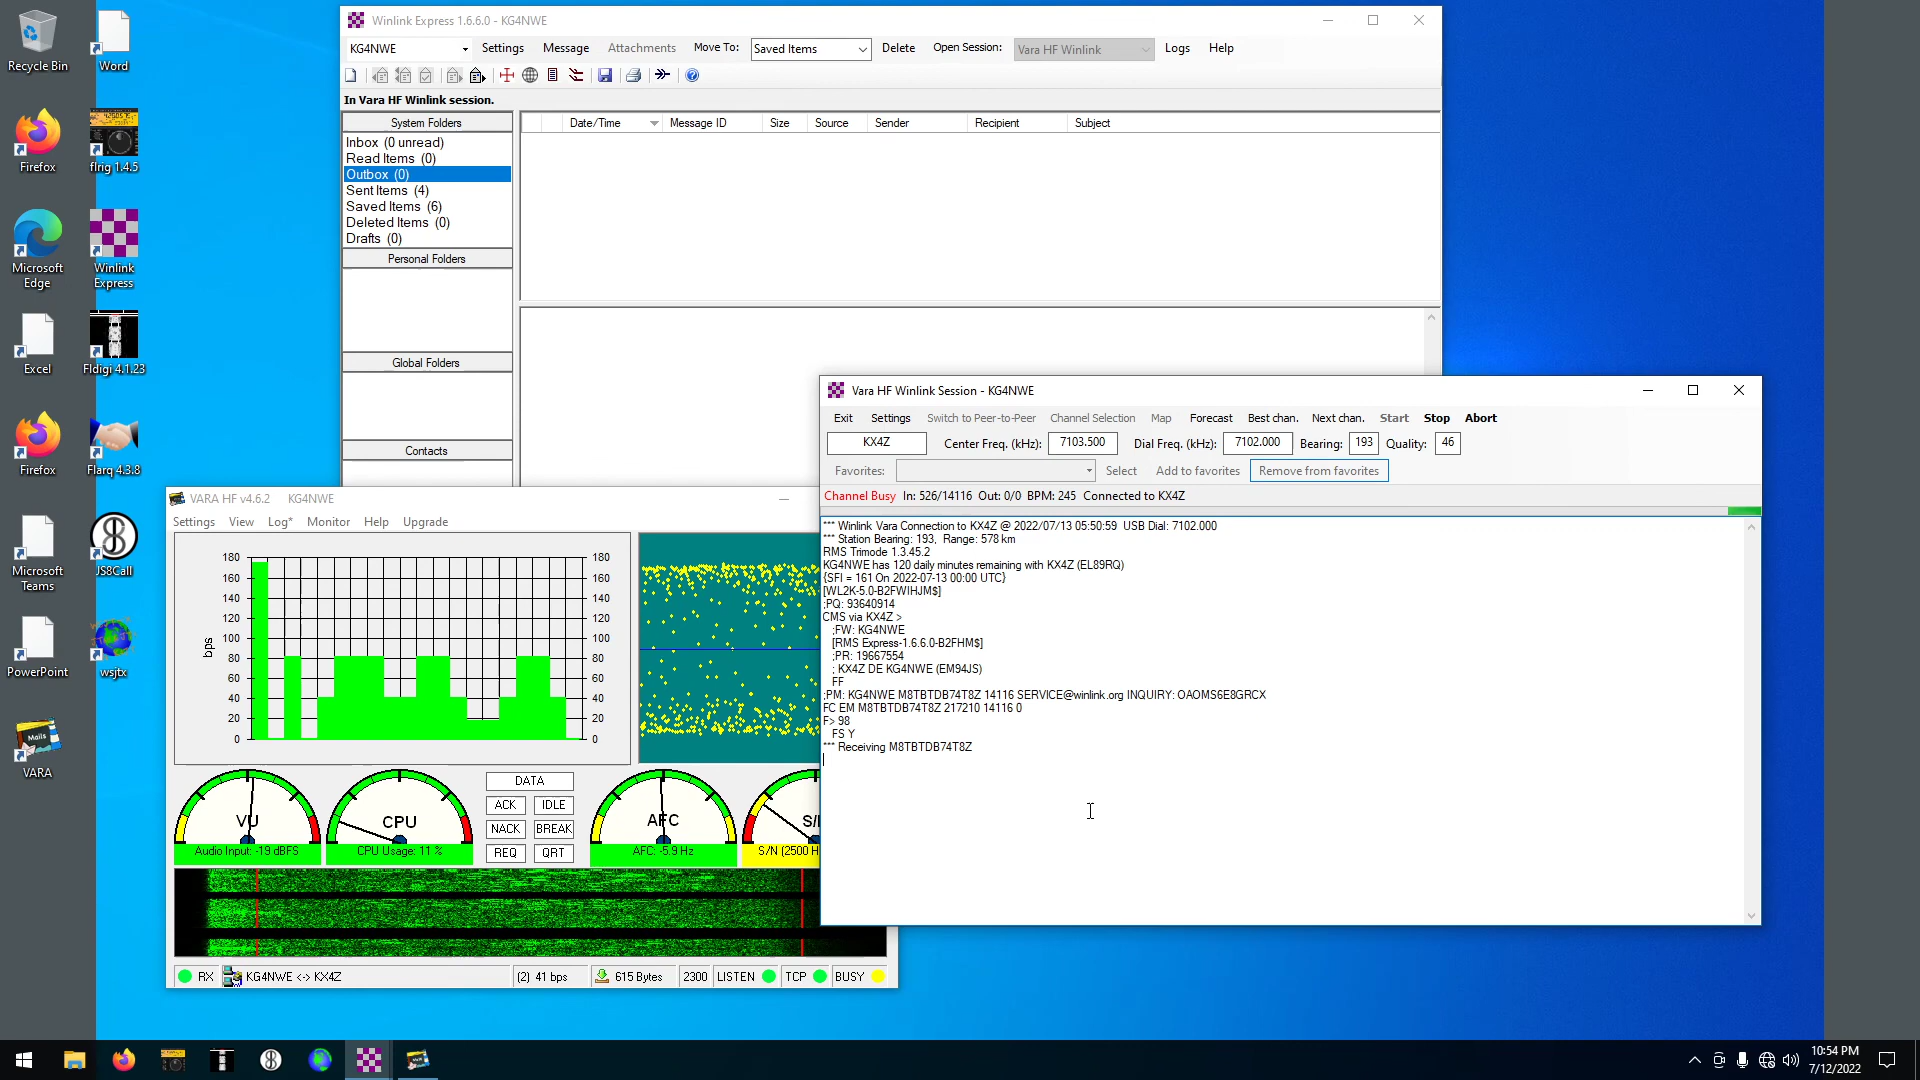 Recycle Bin
Word
Firefox
flrig 1.4.5
Microsoft Edge
Winlink Express
Excel
Fldigi 4.1.23
Firefox
Flarq 4.3.8
Microsoft Teams
JS8Call
PowerPoint
wsjtx
VARA
Winlink Express 1.6.6.0 - KG4NWE
KG4NWE Settings Message Attachments Move To: Saved Items Delete Open Session: Vara HF Winlink Logs Help
In Vara HF Winlink session.
System Folders
Inbox (0 unread)
Read Items (0)
Outbox (0)
Sent Items (4)
Saved Items (6)
Deleted Items (0)
Drafts (0)
Personal Folders
Global Folders
Contacts
Date/Time Message ID Size Source Sender Recipient Subject
Vara HF Winlink Session - KG4NWE
Exit Settings Switch to Peer-to-Peer Channel Selection Map Forecast Best chan. Next chan. Start Stop Abort
KX4Z Center Freq. (kHz): 7103.500 Dial Freq. (kHz): 7102.000 Bearing: 193 Quality: 46
Favorites: Select Add to favorites Remove from favorites
Channel Busy In: 526/14116 Out: 0/0 BPM: 245 Connected to KX4Z
*** Winlink Vara Connection to KX4Z @ 2022/07/13 05:50:59 USB Dial: 7102.000
*** Station Bearing: 193, Range: 578 km
RMS Trimode 1.3.45.2
KG4NWE has 120 daily minutes remaining with KX4Z (EL89RQ)
{SFI = 161 On 2022-07-13 00:00 UTC}
[WL2K-5.0-B2FWIHJM$]
;PQ: 93640914
CMS via KX4Z >
;FW: KG4NWE
[RMS Express-1.6.6.0-B2FHM$]
;PR: 19667554
; KX4Z DE KG4NWE (EM94JS)
FF
;PM: KG4NWE M8TBTDB74T8Z 14116 SERVICE@winlink.org INQUIRY: OAOMS6E8GRCX
FC EM M8TBTDB74T8Z 217210 14116 0
F> 98
FS Y
*** Receiving M8TBTDB74T8Z
VARA HF v4.6.2 KG4NWE
Settings View Log* Monitor Help Upgrade
180 180
160 160
140 140
120 120
100 100
80 80
60 60
40 40
20 20
0 0
bps
VU
Audio Input: -19 dBFS
CPU
CPU Usage: 11 %
DATA
ACK IDLE
NACK BREAK
REQ QRT
AFC
AFC: -5.9 Hz
S/N (2500 H
RX KG4NWE <-> KX4Z (2) 41 bps 615 Bytes 2300 LISTEN TCP BUSY
10:54 PM
7/12/2022